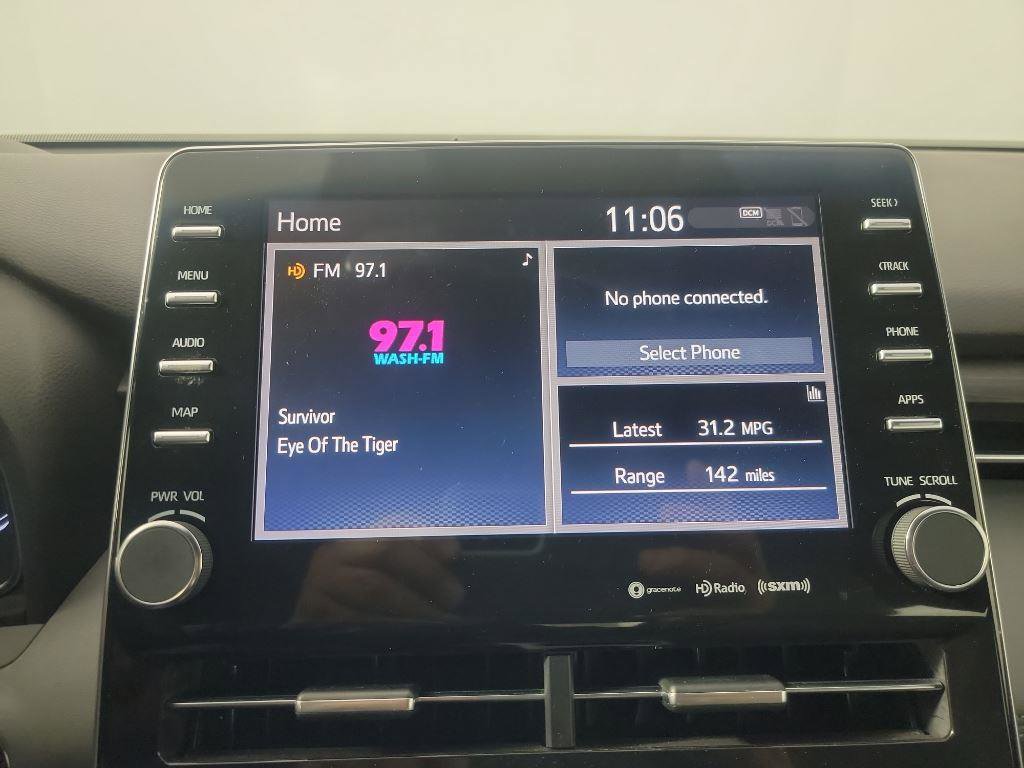 HOME
MENU
AUDIO
MAP
PWR VOL
Home
11:06
DCM
HD FM 97.1
97.1
WASH-FM
Survivor
Eye Of The Tiger
No phone connected.
Select Phone
Latest 31.2 MPG
Range 142 miles
SEEK >
< TRACK
PHONE
APPS
TUNE SCROLL
gracenote HD Radio ((SXM))